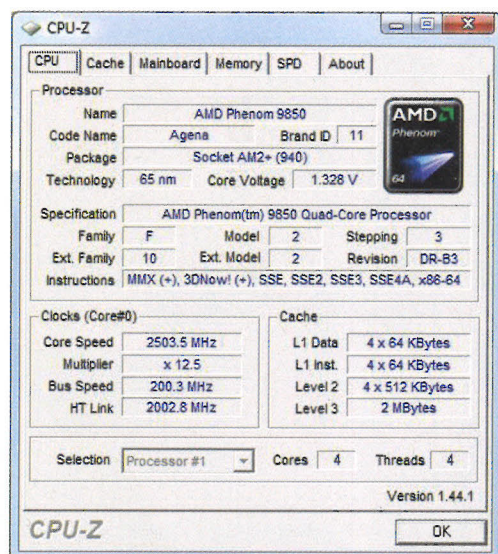 CPU-Z
CPU Cache Mainboard Memory SPD About
Processor
Name AMD Phenom 9850
Code Name Agena Brand ID 11
Package Socket AM2+ (940)
Technology 65 nm Core Voltage 1.328 V
AMD
Phenom
64
Specification AMD Phenom(tm) 9850 Quad-Core Processor
Family F Model 2 Stepping 3
Ext. Family 10 Ext. Model 2 Revision DR-B3
Instructions MMX (+), 3DNow! (+), SSE, SSE2, SSE3, SSE4A, x86-64
Clocks (Core#0)
Core Speed 2503.5 MHz
Multiplier x 12.5
Bus Speed 200.3 MHz
HT Link 2002.8 MHz
Cache
L1 Data 4 x 64 KBytes
L1 Inst. 4 x 64 KBytes
Level 2 4 x 512 KBytes
Level 3 2 MBytes
Selection Processor #1 Cores 4 Threads 4
Version 1.44.1
CPU-Z OK